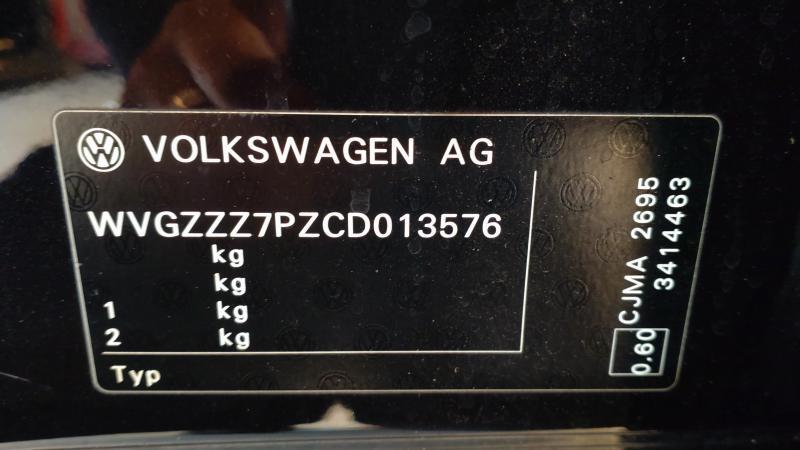 VOLKSWAGEN AG
WVGZZZ7PZCD013576
kg
kg
1 kg
2 kg
Typ
0.60 CJMA 2695
3414463